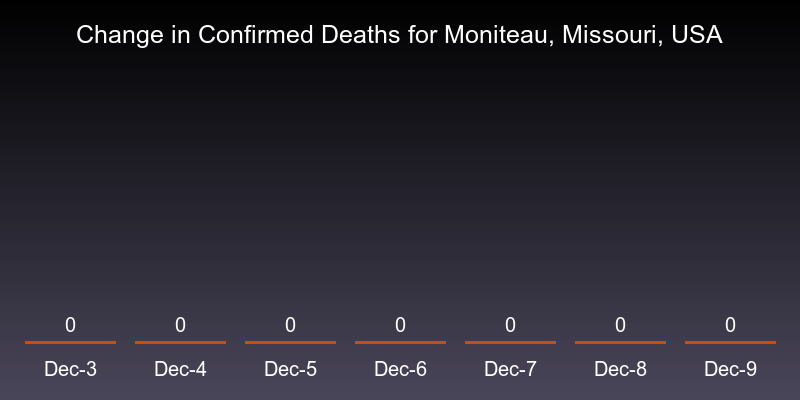 Change in Confirmed Deaths for Moniteau, Missouri, USA
0 0 0 0 0 0 0
Dec-3 Dec-4 Dec-5 Dec-6 Dec-7 Dec-8 Dec-9